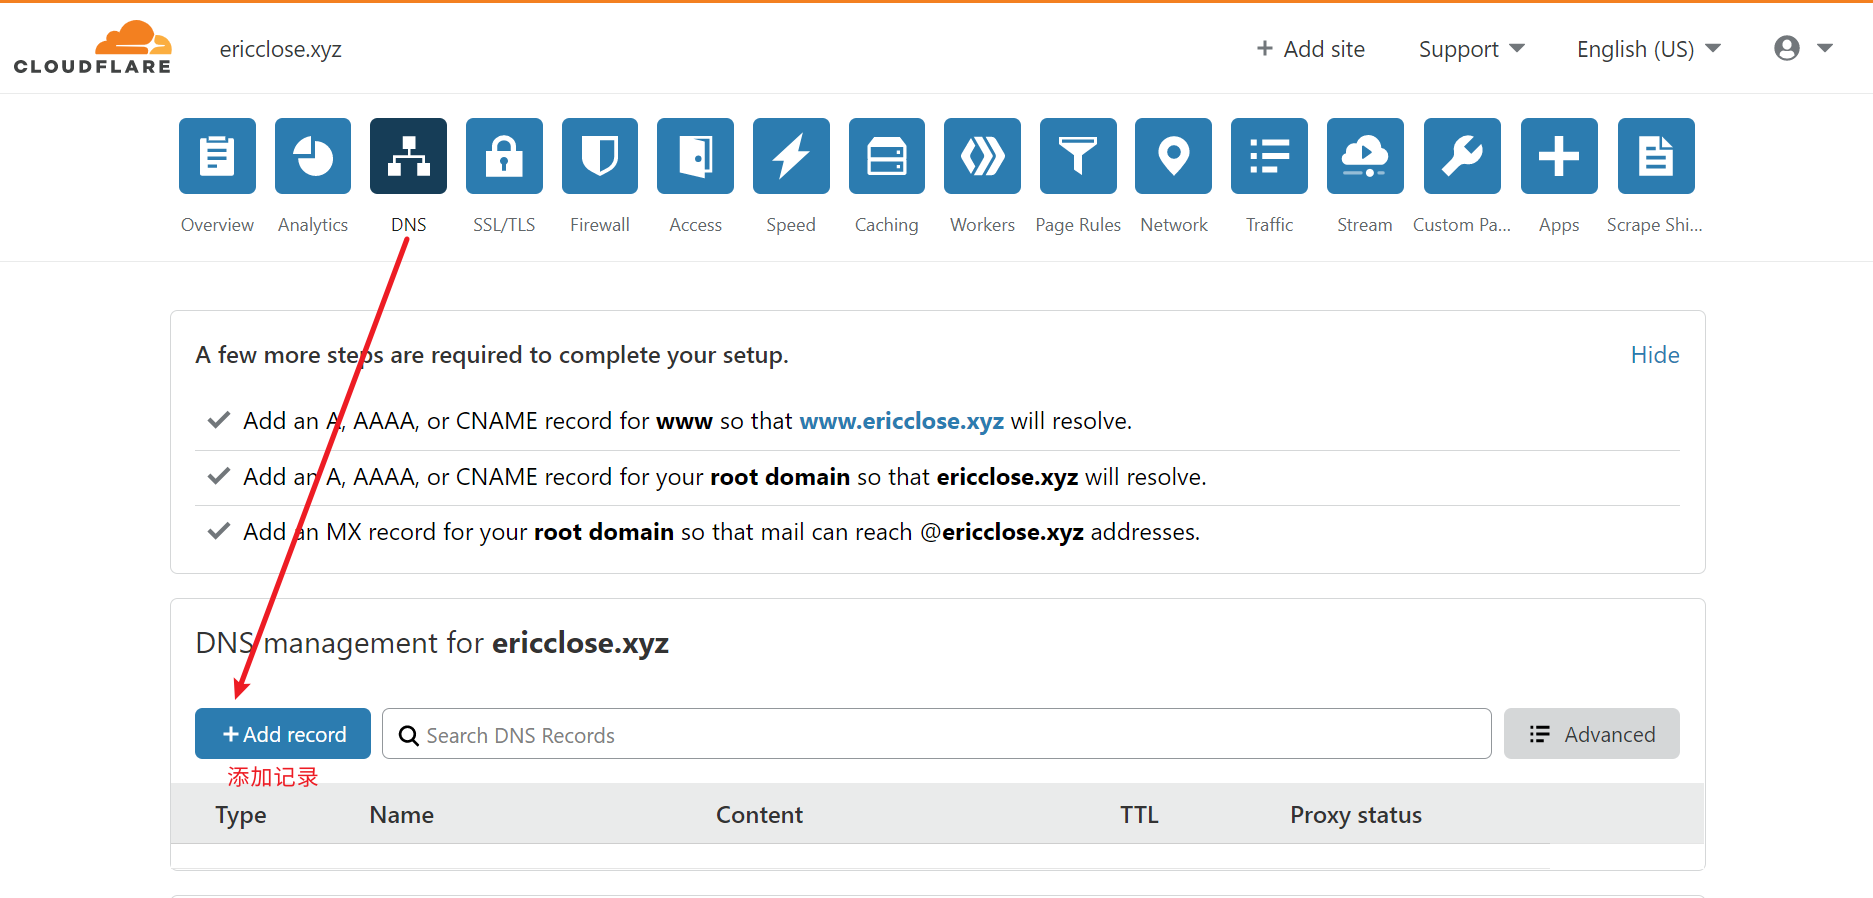 CLOUDFLARE ericclose.xyz Add site Support English (US)
Overview Analytics DNS SSL/TLS Firewall Access Speed Caching Workers Page Rules Network Traffic Stream Custom Pa... Apps Scrape Shi...
A few more steps are required to complete your setup. Hide
Add an A, AAAA, or CNAME record for www so that www.ericclose.xyz will resolve.
Add an A, AAAA, or CNAME record for your root domain so that ericclose.xyz will resolve.
Add an MX record for your root domain so that mail can reach @ericclose.xyz addresses.
DNS management for ericclose.xyz
+Add record Search DNS Records Advanced
添加记录
Type Name Content TTL Proxy status